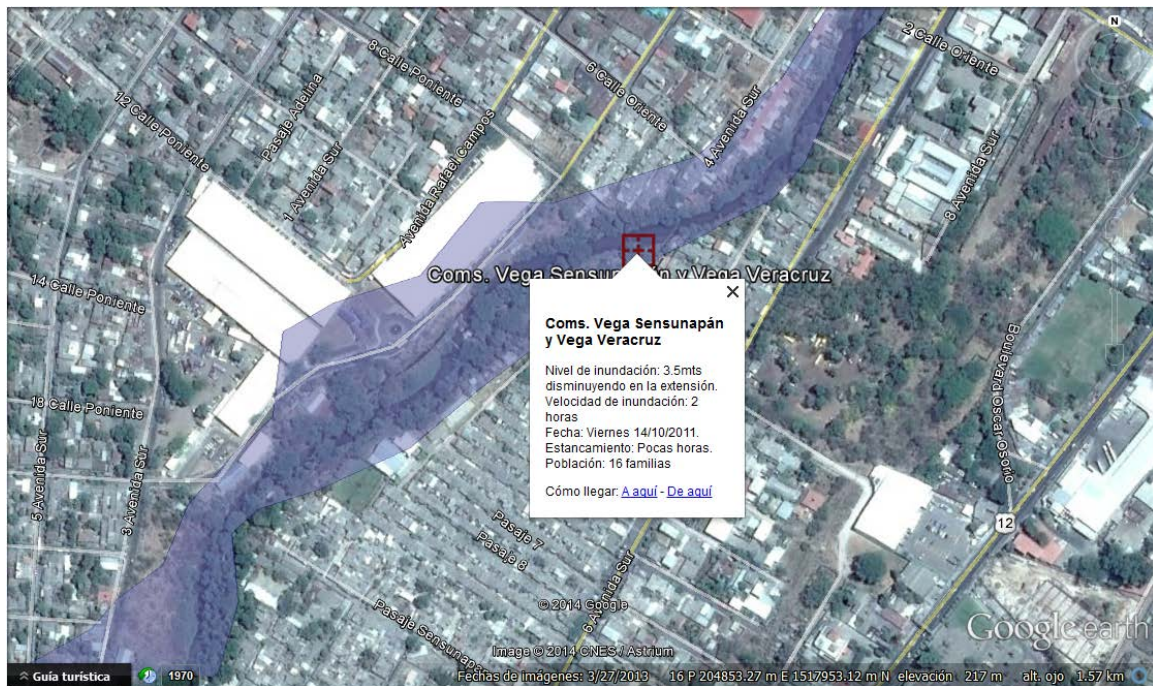 N
2 Calle Oriente
8 Calle Poniente
6 Calle Oriente
12 Calle Poniente
Pasaje Adelina
4 Avenida Sur
1 Avenida Sur
Avenida Rafael Campos
8 Avenida Sur
Coms. Vega Sensunapán y Vega Veracruz
14 Calle Poniente
Coms. Vega Sensunapán
y Vega Veracruz
Nivel de inundación: 3.5mts
disminuyendo en la extensión.
Velocidad de inundación: 2
horas
Fecha: Viernes 14/10/2011.
Estancamiento: Pocas horas.
Población: 16 familias
Cómo llegar: A aquí - De aquí
Boulevard Oscar Osorio
18 Calle Poniente
5 Avenida Sur
3 Avenida Sur
12
Pasaje 7
Pasaje 8
6 Avenida Sur
Pasaje Sensunapa
© 2014 Google
Image © 2014 CNES / Astrium
Google earth
Guía turística
1970
Fechas de imágenes: 3/27/2013 16 P 204853.27 m E 1517953.12 m N elevación 217 m alt. ojo 1.57 km